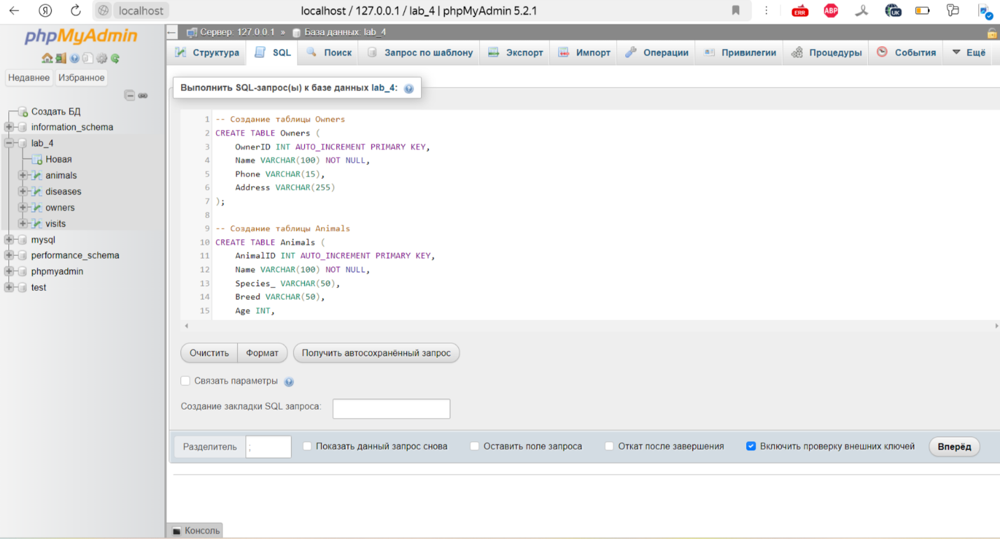 localhost
localhost / 127.0.0.1 / lab_4 | phpMyAdmin 5.2.1
ERR
ABP
UK
phpMyAdmin
Недавнее Избранное
Создать БД
information_schema
lab_4
Новая
animals
diseases
owners
visits
mysql
performance_schema
phpmyadmin
test
Сервер: 127.0.0.1 » База данных: lab_4
Структура SQL Поиск Запрос по шаблону Экспорт Импорт Операции Привилегии Процедуры События Ещё
Выполнить SQL-запрос(ы) к базе данных lab_4:
1 -- Создание таблицы Owners
2 CREATE TABLE Owners (
3 OwnerID INT AUTO_INCREMENT PRIMARY KEY,
4 Name VARCHAR(100) NOT NULL,
5 Phone VARCHAR(15),
6 Address VARCHAR(255)
7 );
8
9 -- Создание таблицы Animals
10 CREATE TABLE Animals (
11 AnimalID INT AUTO_INCREMENT PRIMARY KEY,
12 Name VARCHAR(100) NOT NULL,
13 Species_ VARCHAR(50),
14 Breed VARCHAR(50),
15 Age INT,
Очистить Формат Получить автосохранённый запрос
Связать параметры
Создание закладки SQL запроса:
Разделитель ; Показать данный запрос снова Оставить поле запроса Откат после завершения Включить проверку внешних ключей Вперёд
Консоль